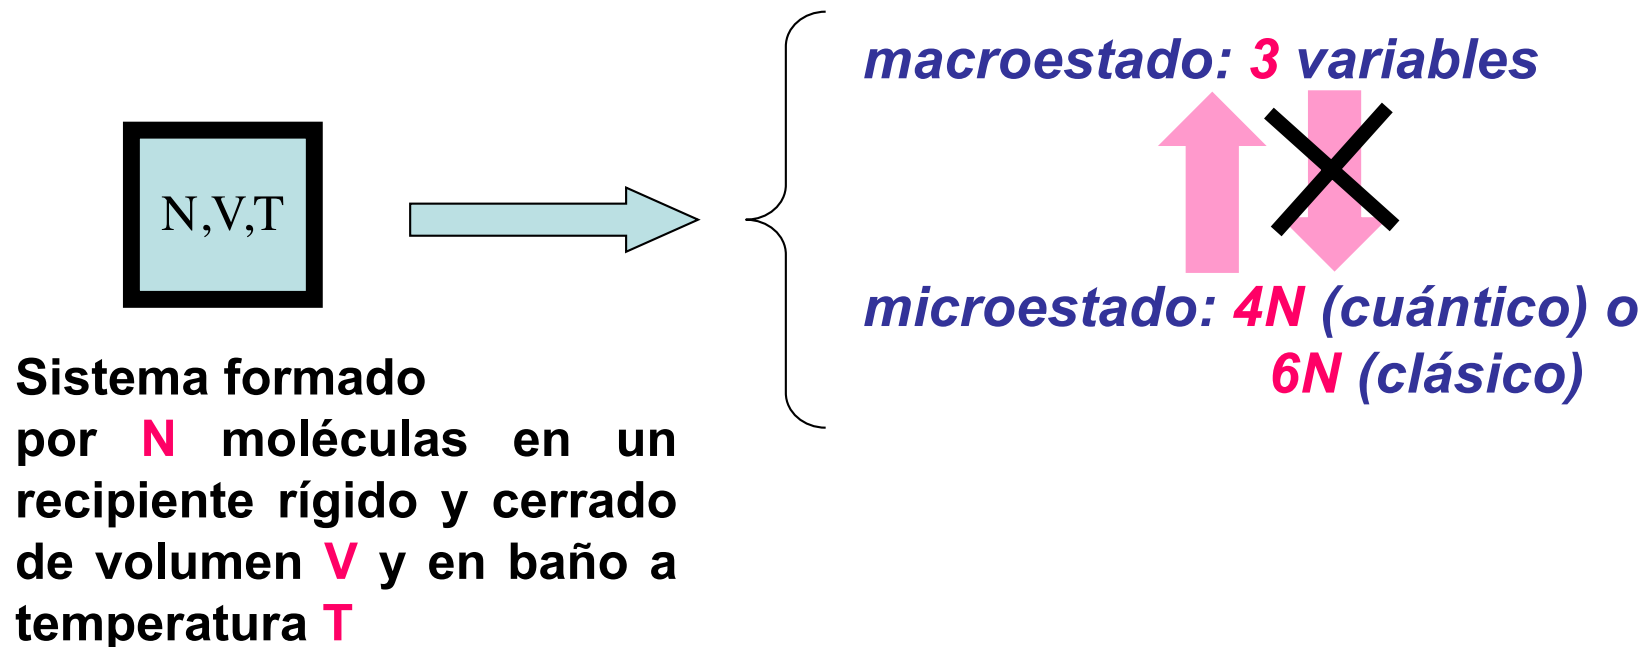 macroestado: 3 variables
N,V,T
microestado: 4N (cuántico) o
6N (clásico)
Sistema formado
por N moléculas en un
recipiente rígido y cerrado
de volumen V y en baño a
temperatura T